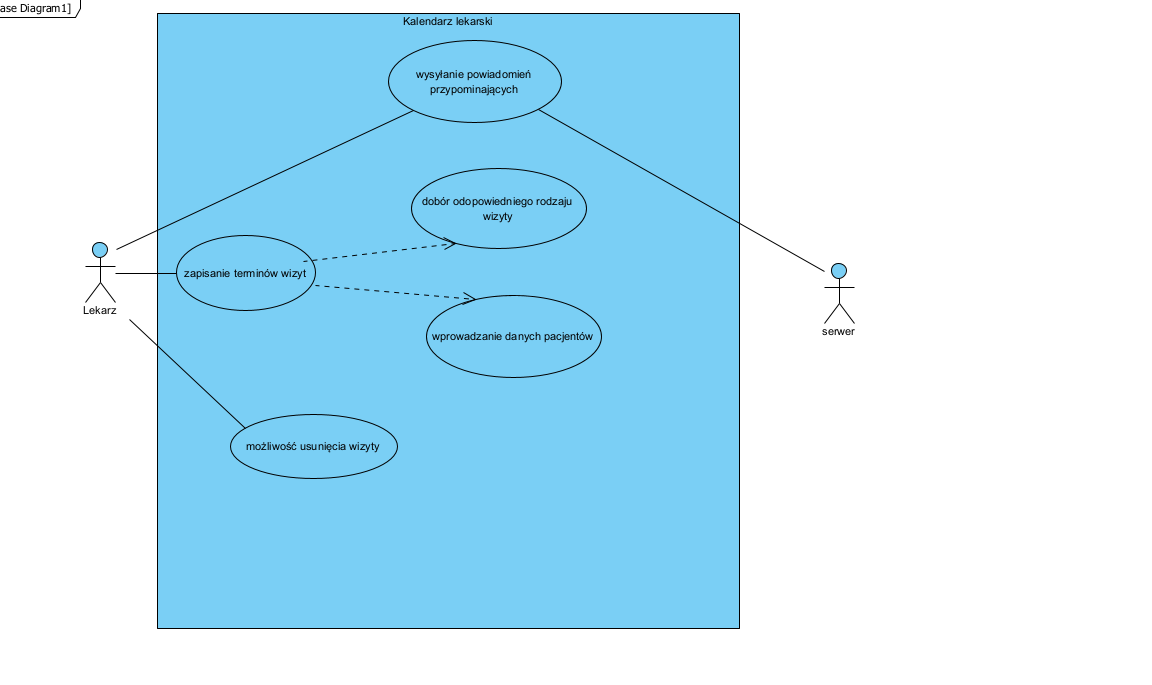 ase Diagram1]
Kalendarz lekarski
wysyłanie powiadomień
przypominających
dobór odopowiedniego rodzaju
wizyty
zapisanie terminów wizyt
Lekarz
wprowadzanie danych pacjentów
serwer
możliwość usunięcia wizyty